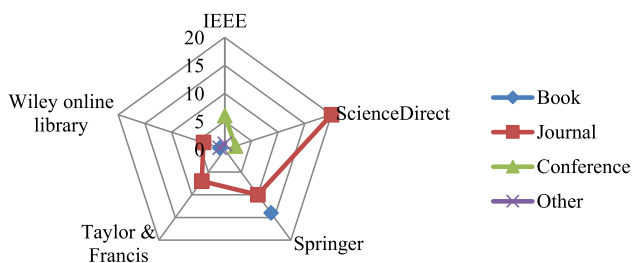 IEEE
20
15
10
5
0
ScienceDirect
Springer
Taylor &
Francis
Wiley online
library
Book
Journal
Conference
Other